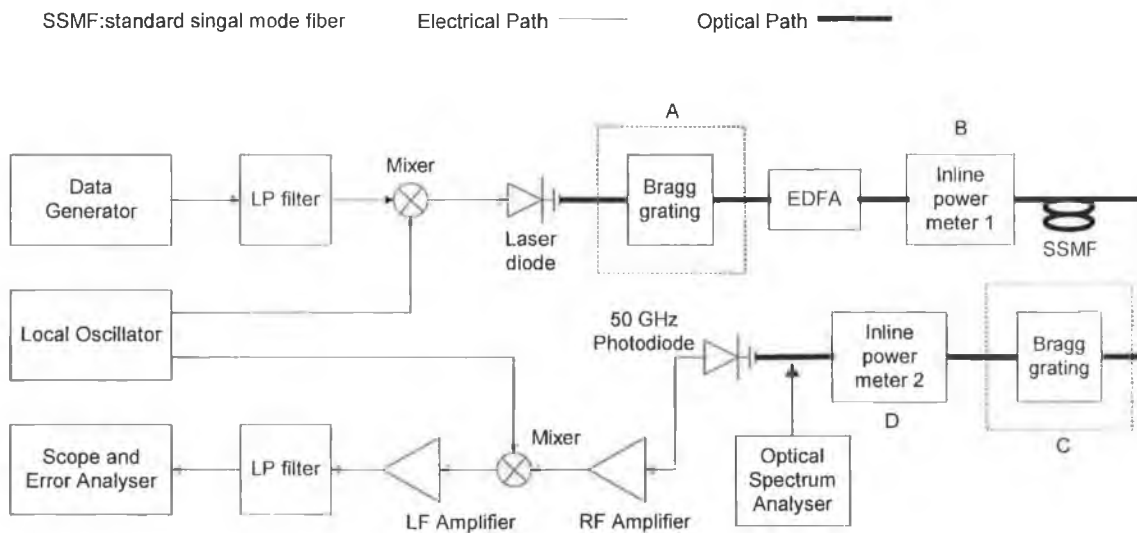 SSMF:standard singal mode fiber
Electrical Path
Optical Path
A
B
Data
Generator
LP filter
Mixer
Laser
diode
Bragg
grating
EDFA
Inline
power
meter 1
SSMF
Local Oscillator
50 GHz
Photodiode
Inline
power
meter 2
D
Bragg
grating
C
Scope and
Error Analyser
LP filter
LF Amplifier
Mixer
RF Amplifier
Optical
Spectrum
Analyser